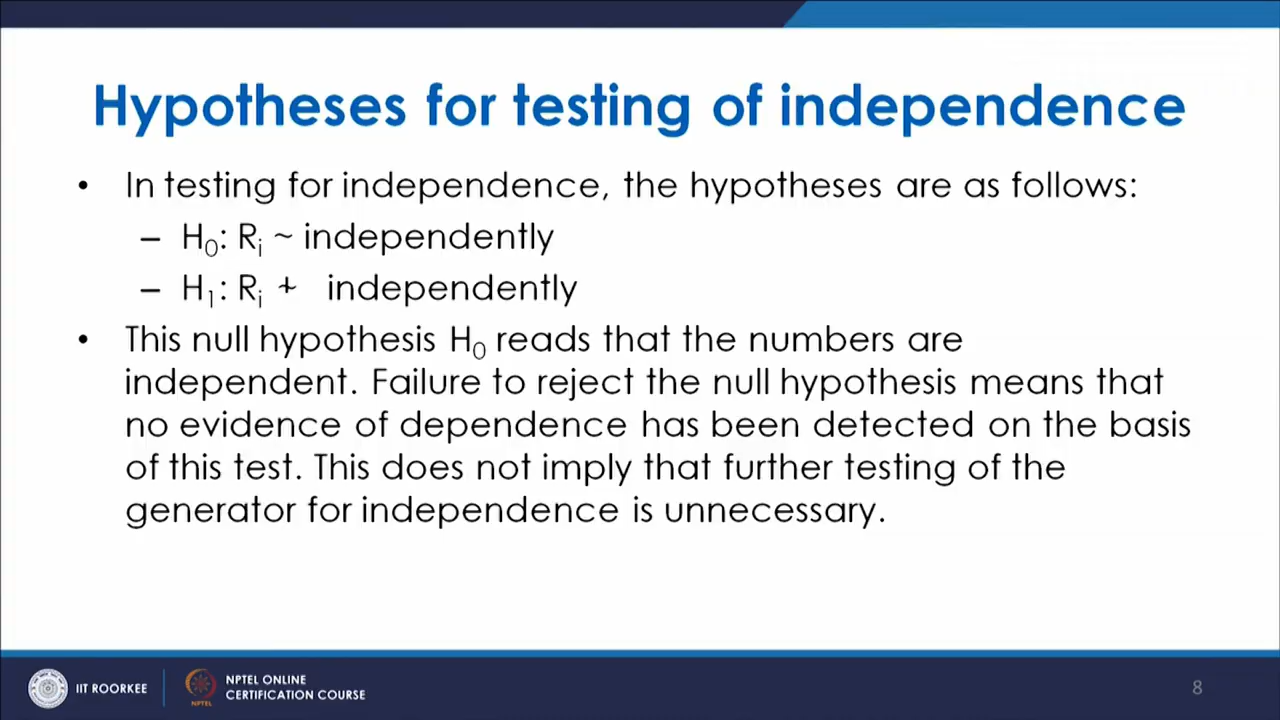 Hypotheses for testing of independence
• In testing for independence, the hypotheses are as follows:
– H₀: Rᵢ ~ independently
– H₁: Rᵢ ≁ independently
• This null hypothesis H₀ reads that the numbers are
independent. Failure to reject the null hypothesis means that
no evidence of dependence has been detected on the basis
of this test. This does not imply that further testing of the
generator for independence is unnecessary.
IIT ROORKEE
NPTEL
NPTEL ONLINE
CERTIFICATION COURSE
8